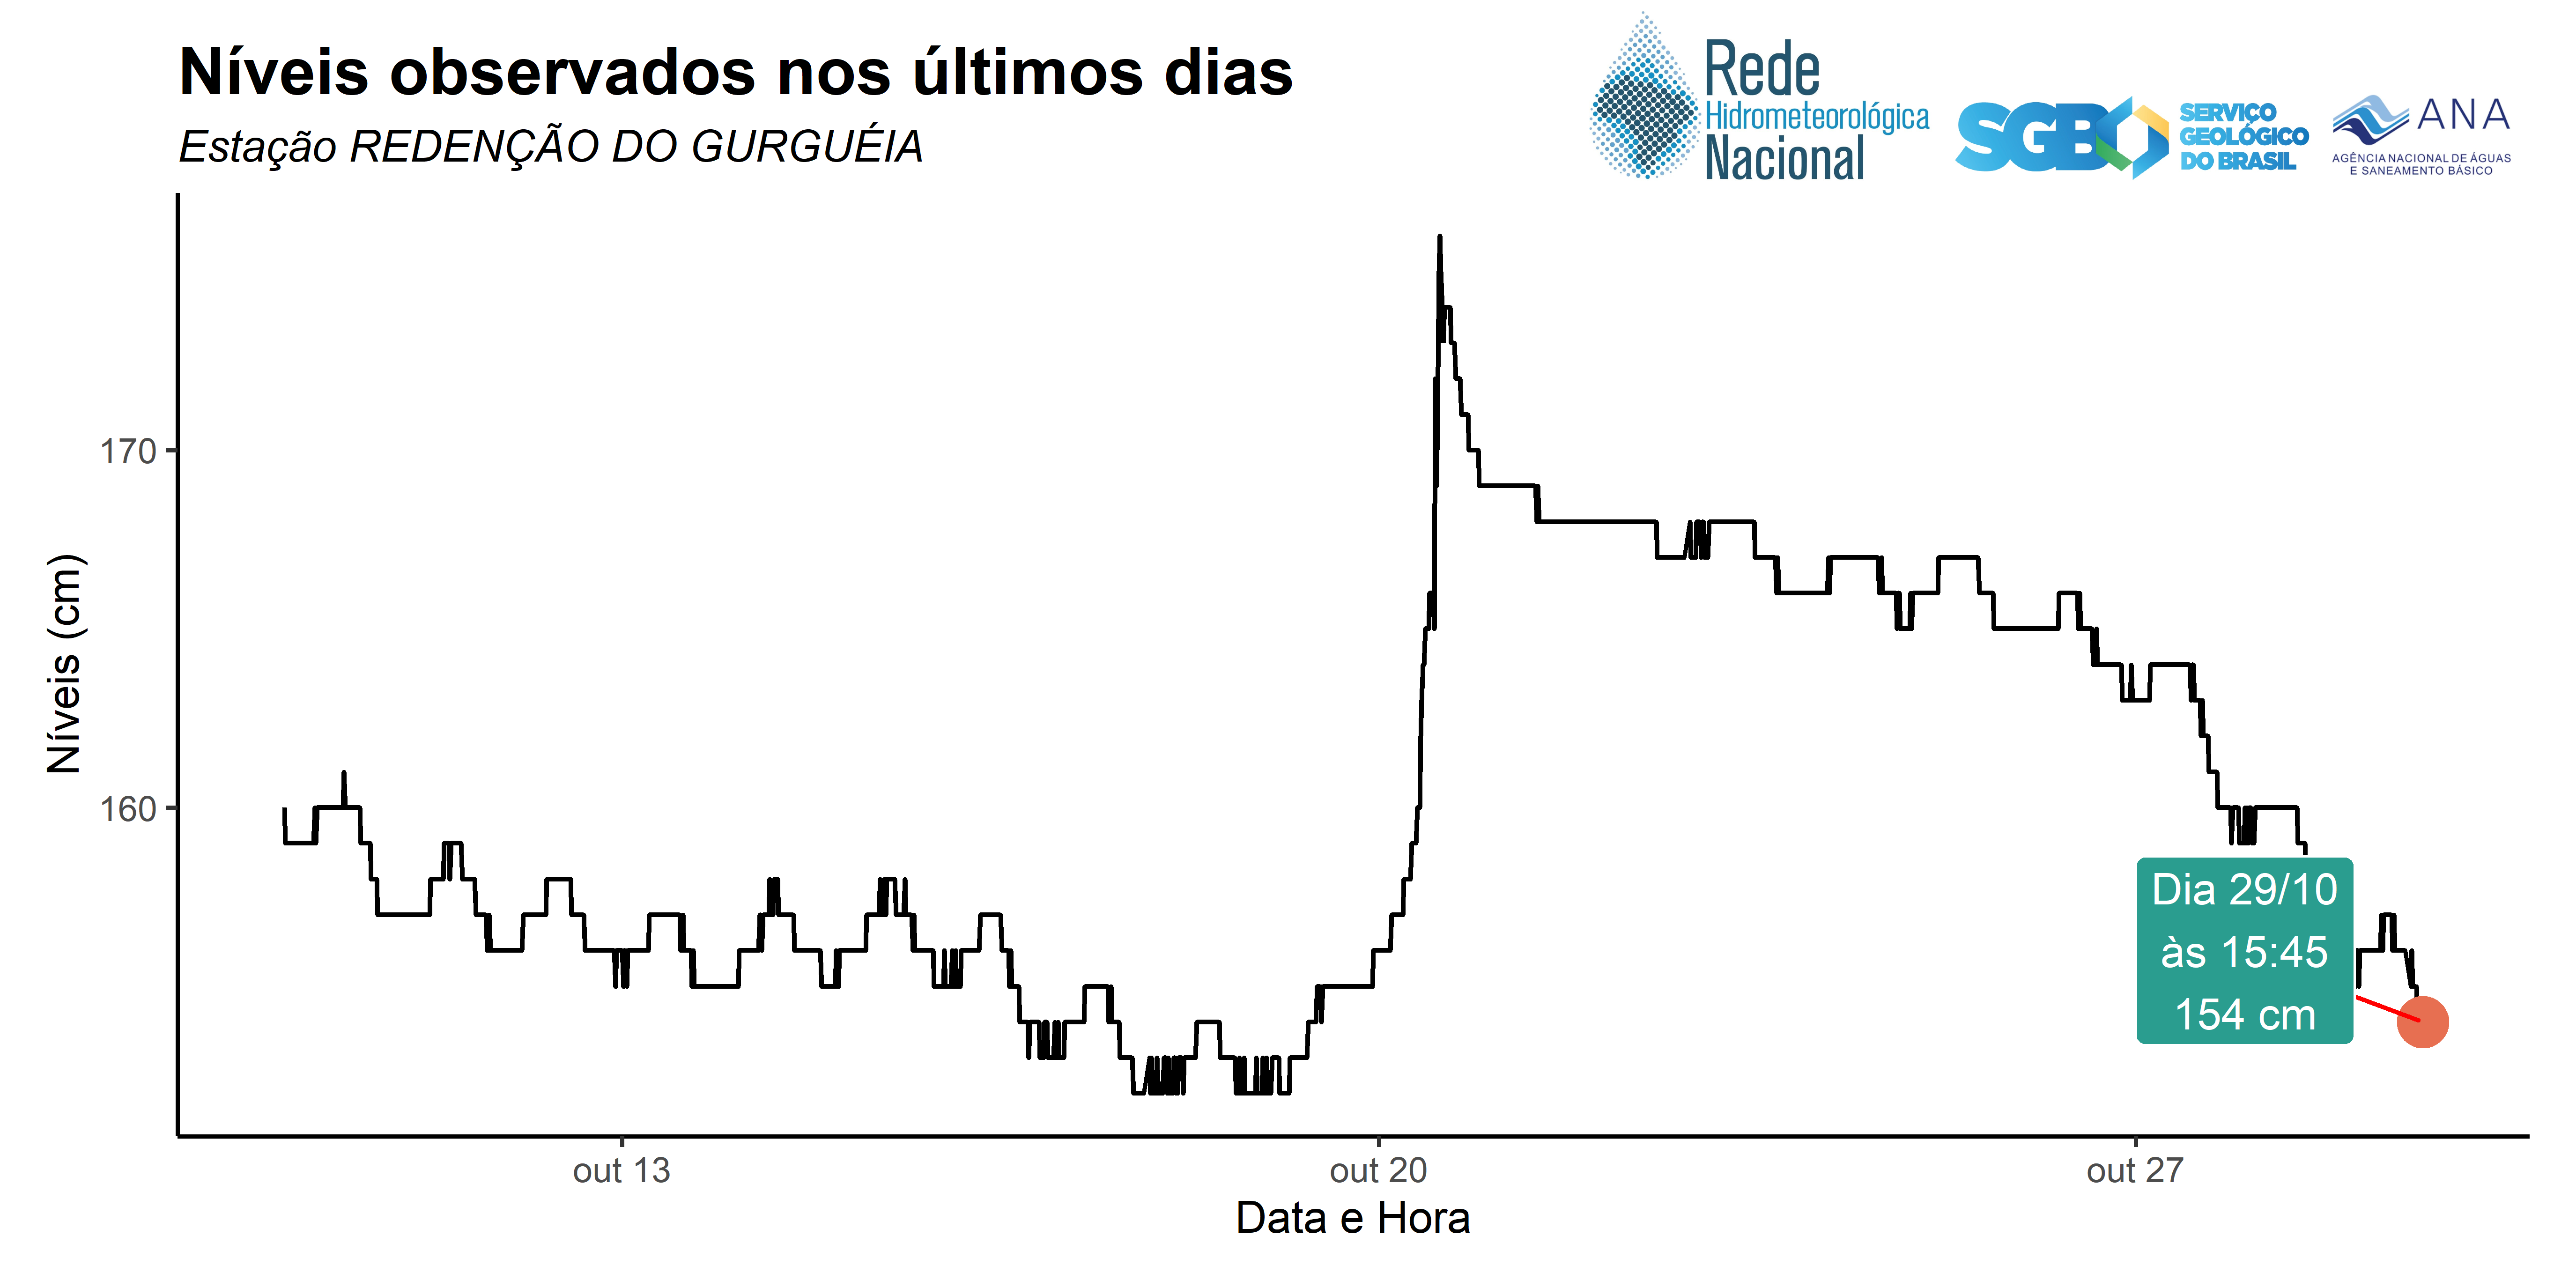 Níveis observados nos últimos dias
Estação REDENÇÃO DO GURGUÉIA
Rede
Hidrometeorológica
Nacional
SGB
SERVIÇO
GEOLÓGICO
DO BRASIL
ANA
AGÊNCIA NACIONAL DE ÁGUAS
E SANEAMENTO BÁSICO
Níveis (cm)
170
160
Dia 29/10
às 15:45
154 cm
out 13
out 20
out 27
Data e Hora